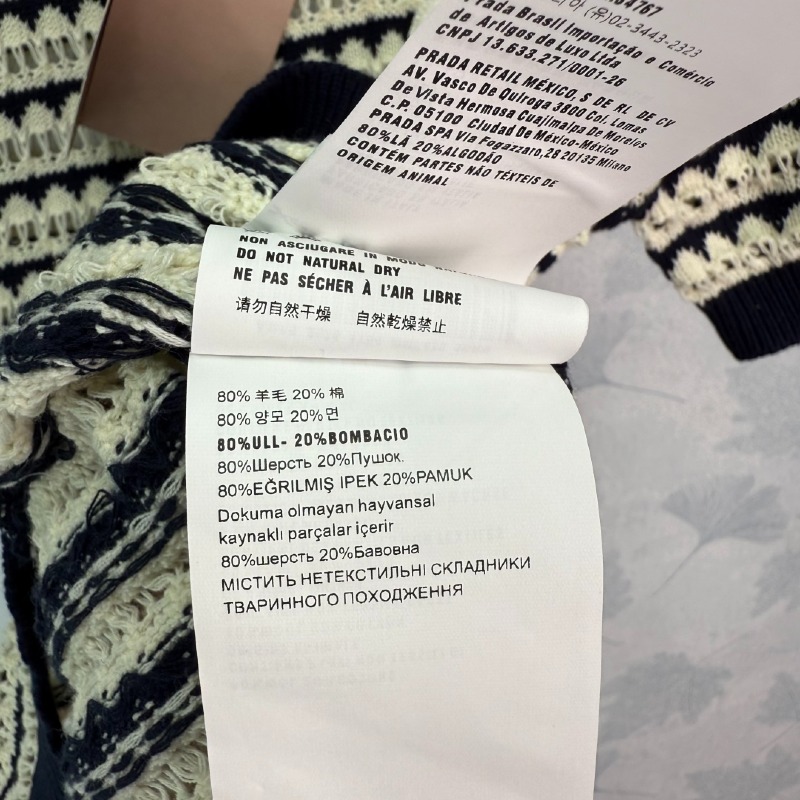 04767
(유)02-3443-2323
Prada Brasil Importação e Comércio
de Artigos de Luxo Ltda
CNPJ 13.633.271/0001-26
PRADA RETAIL MÉXICO, S DE RL DE CV
AV. Vasco De Quiroga 3800 Col. Lomas
De Vista Hermosa Cuajimalpa De Morelos
C.P. 05100 Ciudad De México-México
PRADA SPA Via Fogazzaro,28 20135 Milano
80%LÃ 20%ALGODÃO
CONTÉM PARTES NÃO TÉXTEIS DE
ORIGEM ANIMAL
NON ASCIUGARE IN MODO
DO NOT NATURAL DRY
NE PAS SÉCHER À L'AIR LIBRE
请勿自然干燥 自然乾燥禁止
80% 羊毛 20% 棉
80% 양모 20% 면
80%ULL- 20%BOMBACIO
80%Шерсть 20%Пушок.
80%EĞRILMIŞ IPEK 20%PAMUK
Dokuma olmayan hayvansal
kaynaklı parçalar içerir
80%шерсть 20%Бавовна
МІСТИТЬ НЕТЕКСТИЛЬНІ СКЛАДНИКИ
ТВАРИННОГО ПОХОДЖЕННЯ